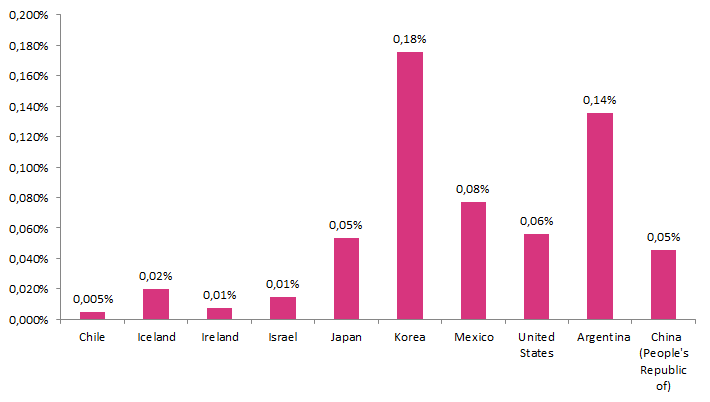 0,200%
0,180%
0,160%
0,140%
0,120%
0,100%
0,080%
0,060%
0,040%
0,020%
0,000%
0,005%
0,02%
0,01%
0,01%
0,05%
0,18%
0,08%
0,06%
0,14%
0,05%
Chile
Iceland
Ireland
Israel
Japan
Korea
Mexico
United
States
Argentina
China
(People's
Republic
of)